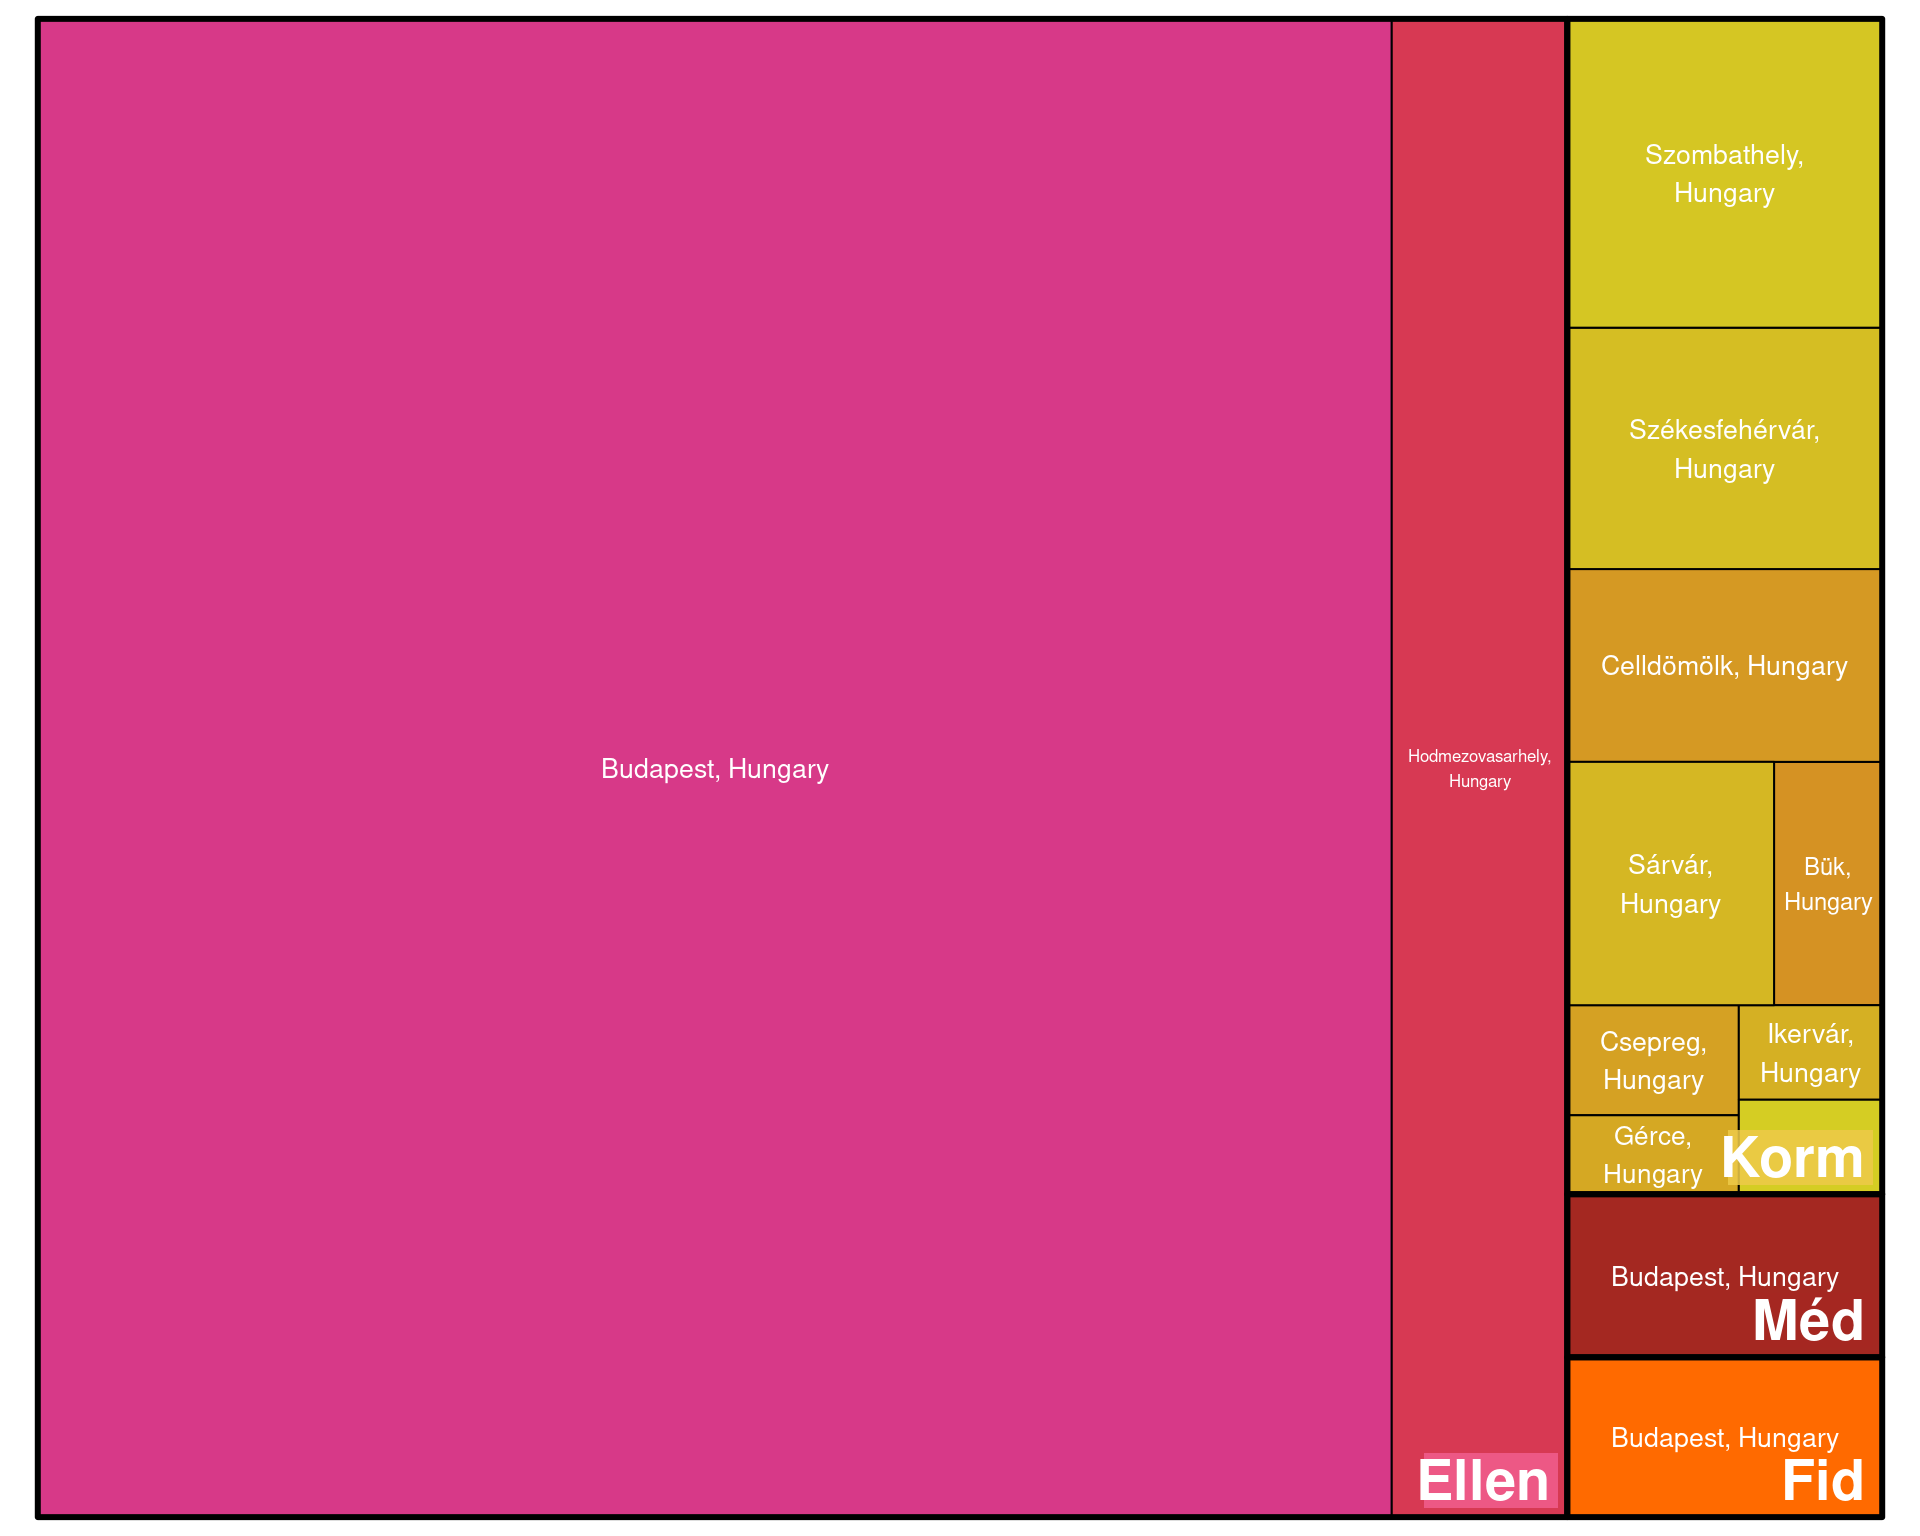 Budapest, Hungary
Hodmezovasarhely,
Hungary
Ellen
Szombathely,
Hungary
Székesfehérvár,
Hungary
Celldömölk, Hungary
Sárvár,
Hungary
Bük,
Hungary
Csepreg,
Hungary
Ikervár,
Hungary
Gérce,
Hungary
Korm
Budapest, Hungary
Méd
Budapest, Hungary
Fid